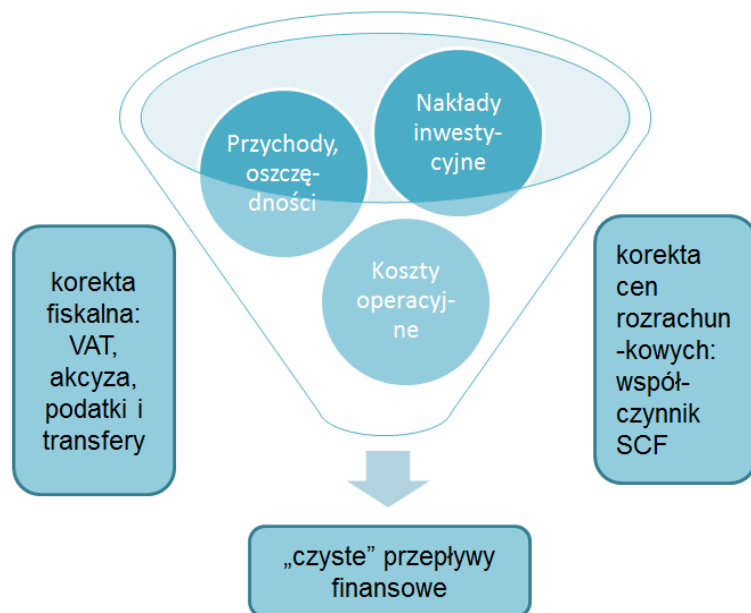 Nakłady
inwesty-
cyjne
Przychody,
oszczę-
dności
Koszty
operacyj-
ne
korekta
fiskalna:
VAT,
akcyza,
podatki i
transfery
korekta
cen
rozrachun
-kowych:
współ-
czynnik
SCF
„czyste” przepływy
finansowe